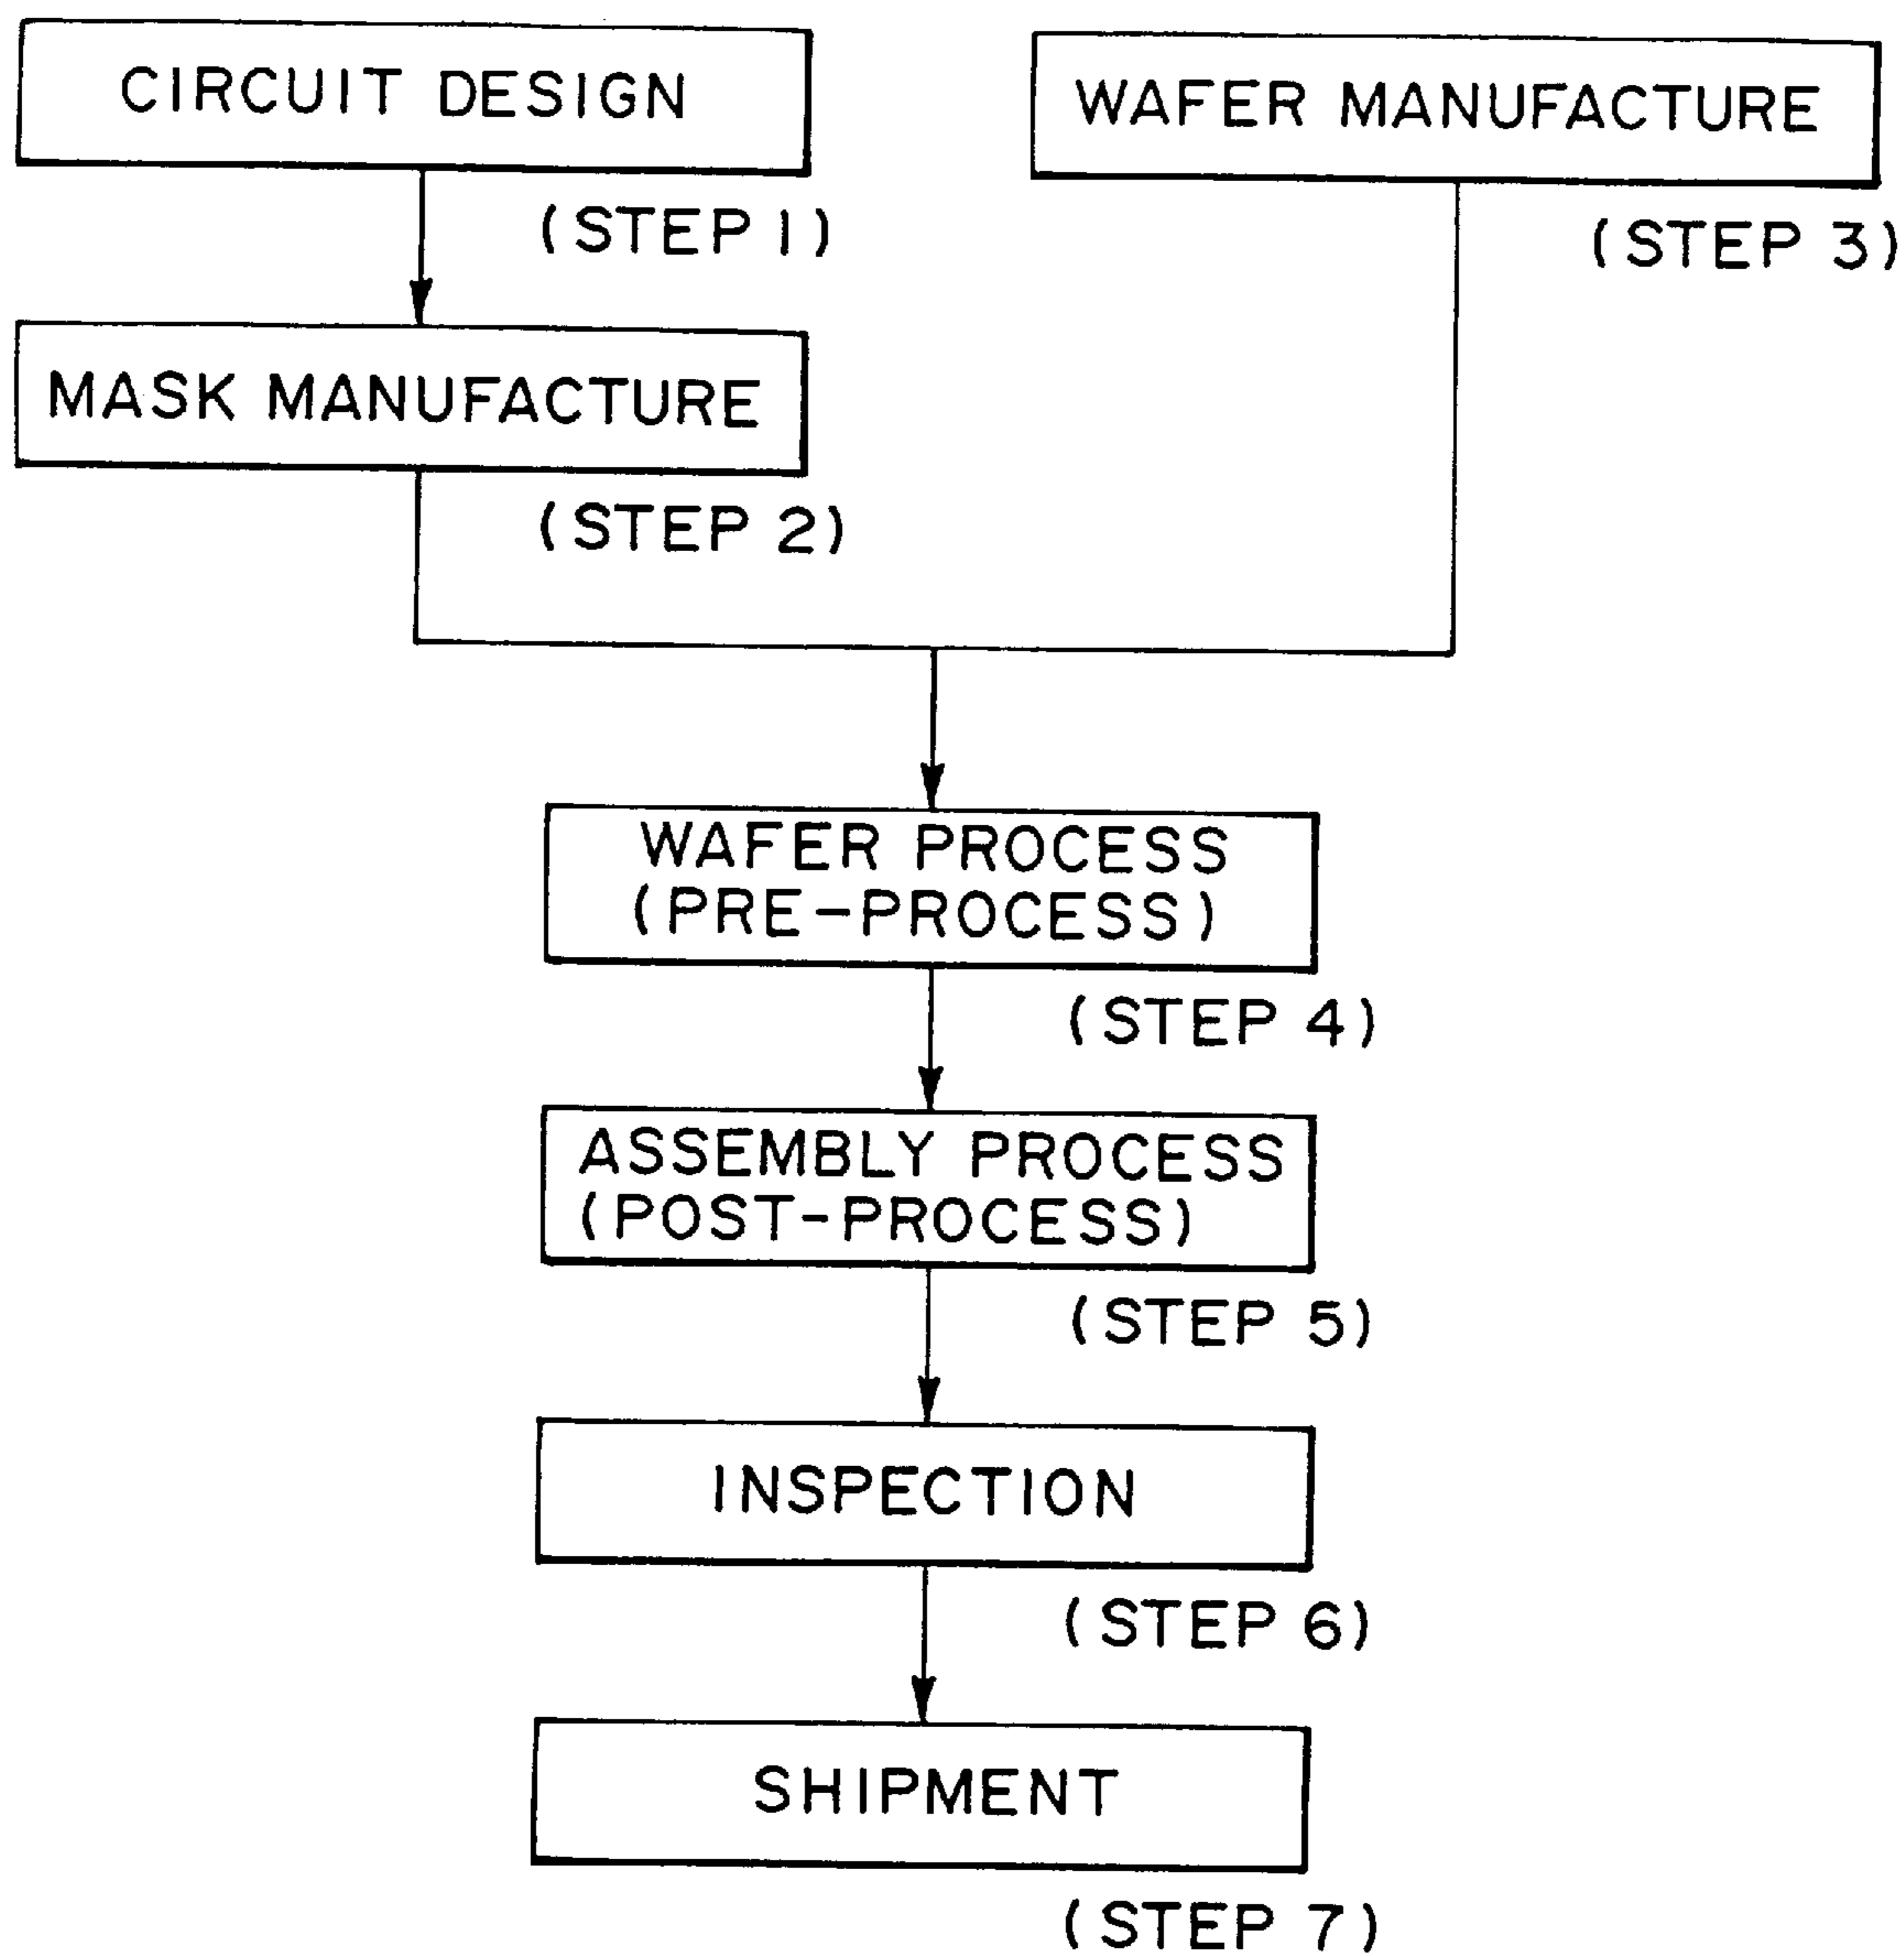 CIRCUIT DESIGN
(STEP 1)
MASK MANUFACTURE
(STEP 2)
WAFER MANUFACTURE
(STEP 3)
WAFER PROCESS
(PRE-PROCESS)
(STEP 4)
ASSEMBLY PROCESS
(POST-PROCESS)
(STEP 5)
INSPECTION
(STEP 6)
SHIPMENT
(STEP 7)